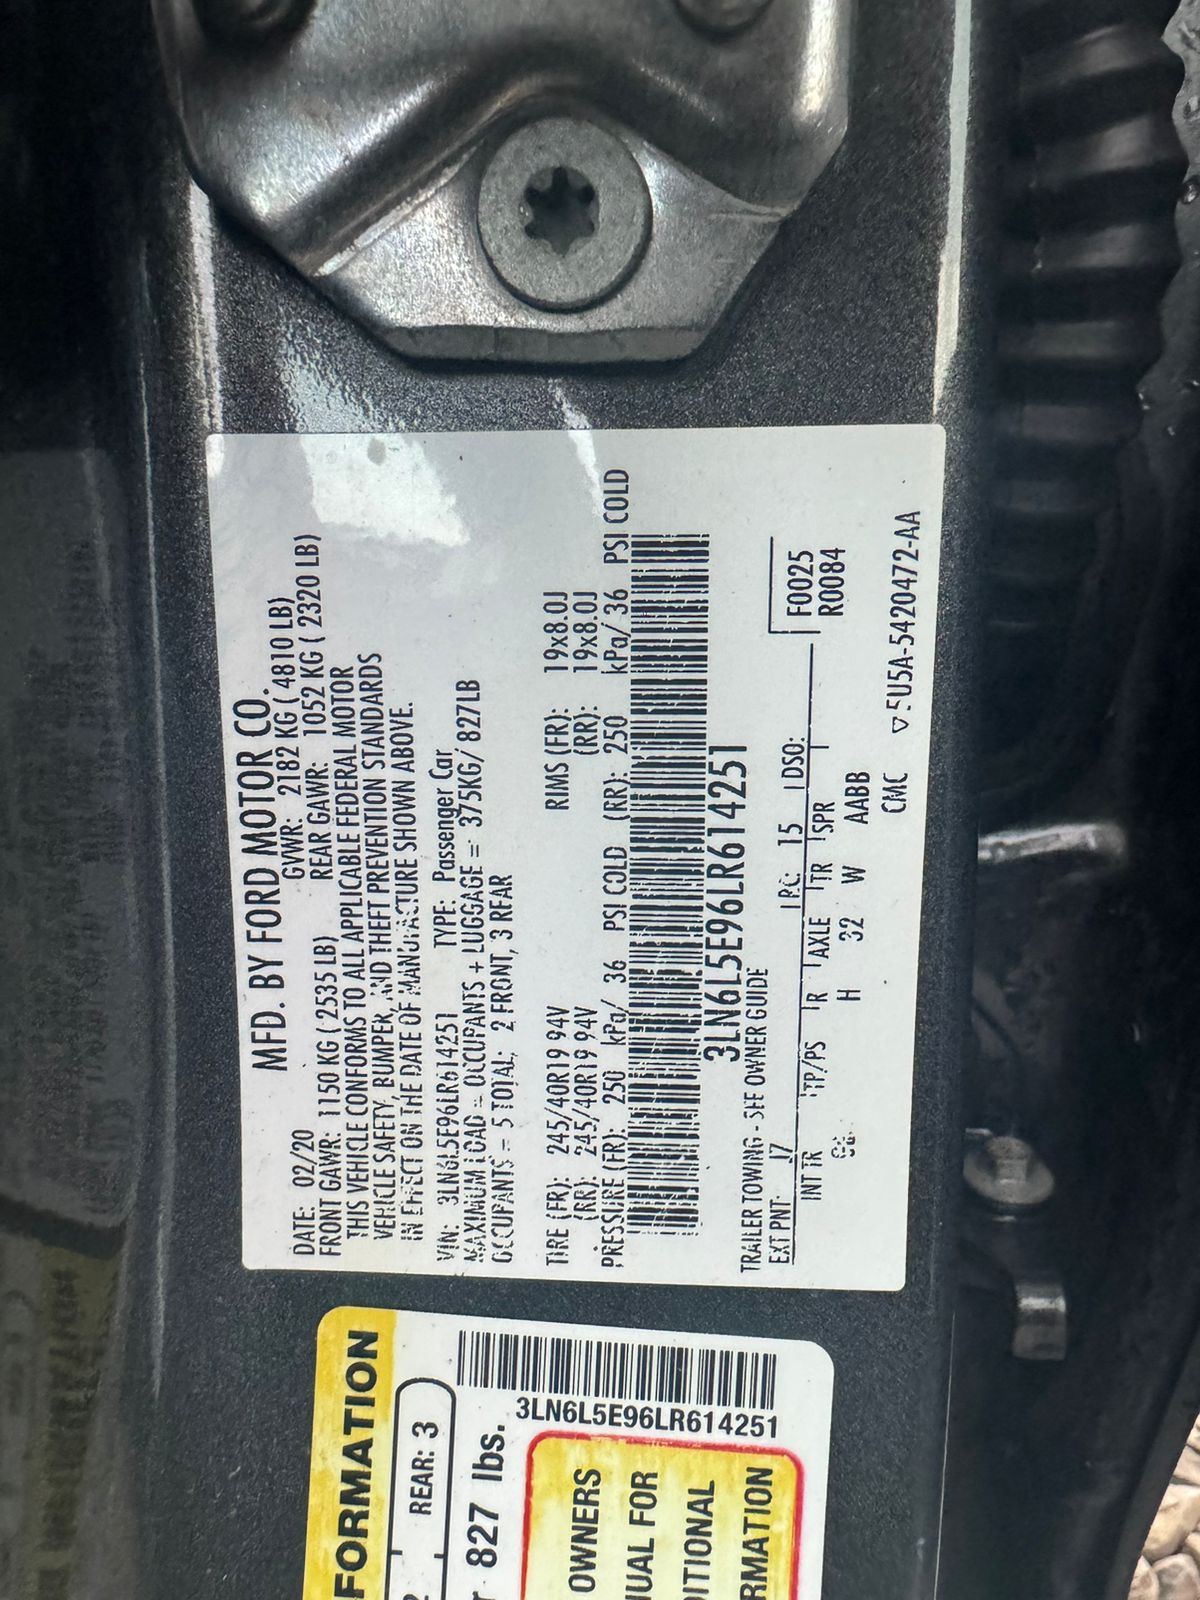 MFD. BY FORD MOTOR CO.
DATE: 02/20 GVWR: 2182 KG ( 4810 LB)
FRONT GAWR: 1150 KG ( 2535 LB) REAR GAWR: 1052 KG ( 2320 LB)
THIS VEHICLE CONFORMS TO ALL APPLICABLE FEDERAL MOTOR
VEHICLE SAFETY, BUMPER, AND THEFT PREVENTION STANDARDS
IN EFFECT ON THE DATE OF MANUFACTURE SHOWN ABOVE.
VIN: 3LN6L5E96LR614251 TYPE: Passenger Car
MAXIMUM LOAD = OCCUPANTS + LUGGAGE = 375KG/ 827LB
OCCUPANTS = 5 TOTAL; 2 FRONT, 3 REAR
TIRE (FR): 245/40R19 94V RIMS (FR): 19x8.0J
(RR): 245/40R19 94V (RR): 19x8.0J
PRESSURE (FR): 250 kPa/ 36 PSI COLD (RR): 250 kPa/ 36 PSI COLD
3LN6L5E96LR614251
TRAILER TOWING - SEE OWNER GUIDE
EXT PNT: RC: 15 DSO: F0025
R0084
INT TR TP/PS R AXLE TR SPR
H 32 W AABB
CMC ▽5U5A-5420472-AA
FORMATION
REAR: 3
827 lbs.
3LN6L5E96LR614251
OWNERS
UAL FOR
ITIONAL
RMATION